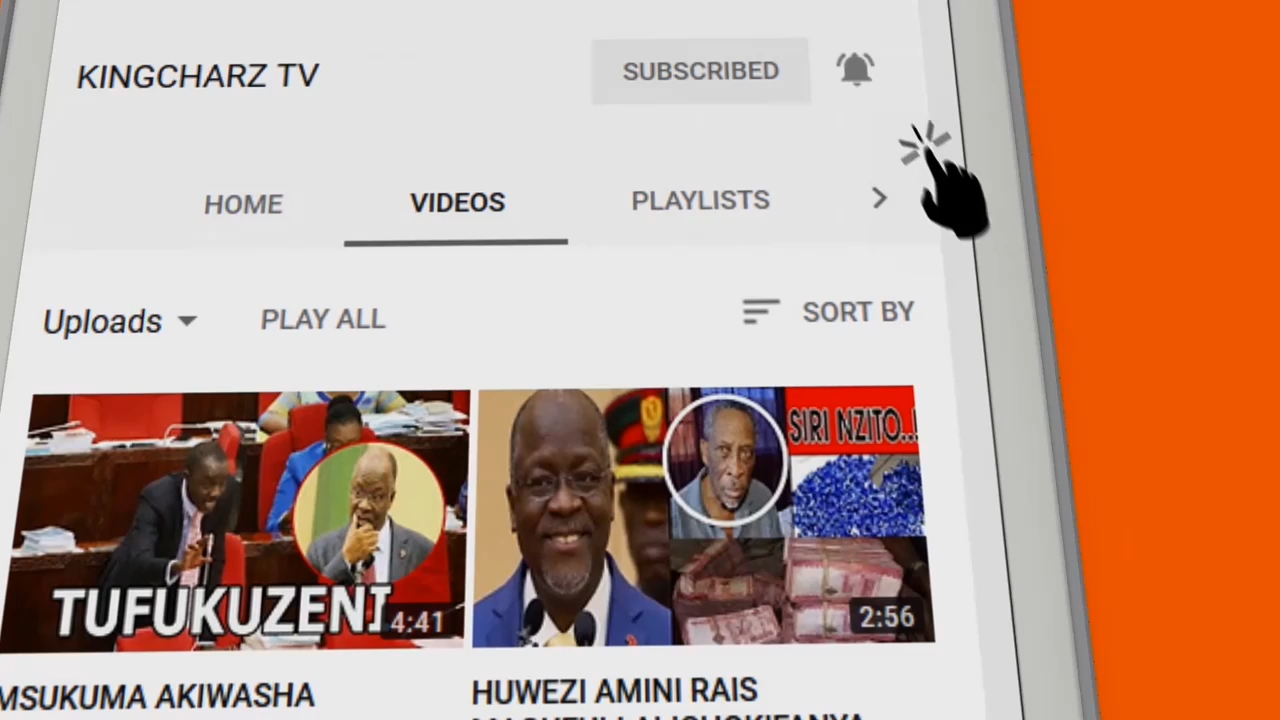 KINGCHARZ TV
SUBSCRIBED
HOME
VIDEOS
PLAYLISTS
Uploads
PLAY ALL
SORT BY
TUFUKUZENI
4:41
SIRI NZITO..!
2:56
MSUKUMA AKIWASHA
HUWEZI AMINI RAIS